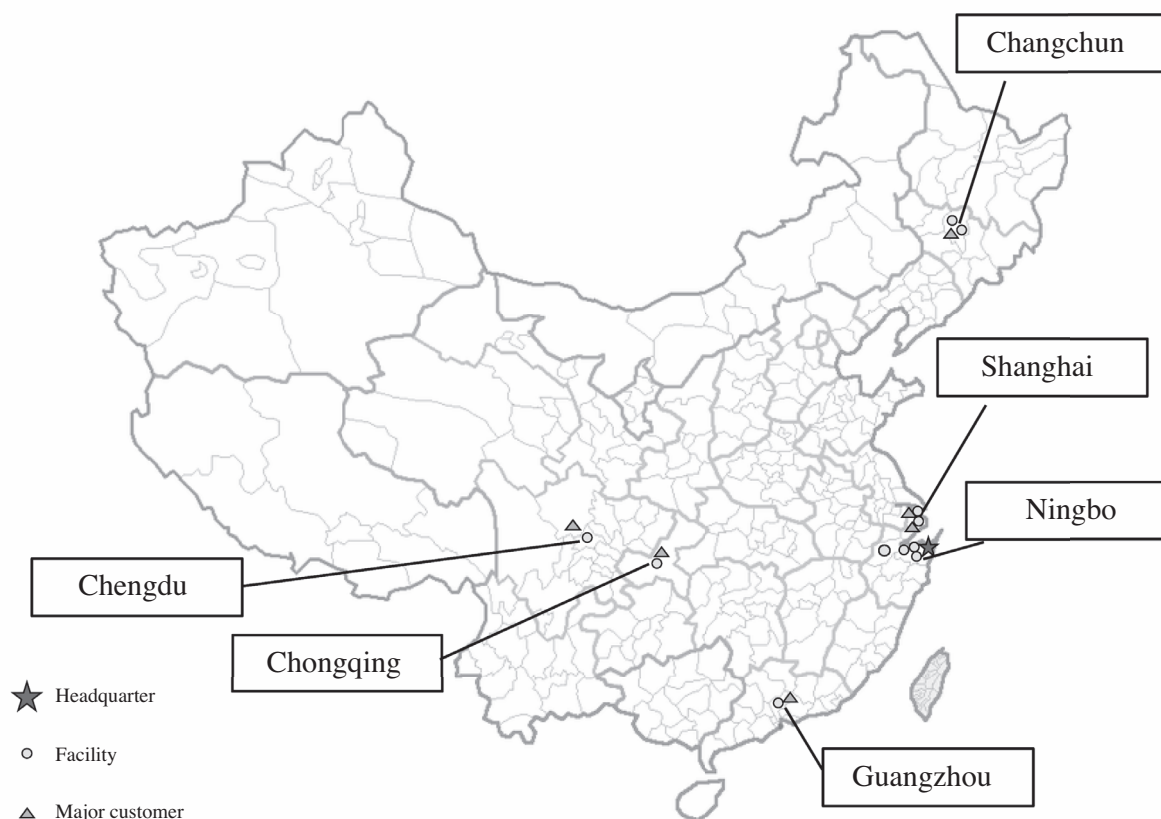 Changchun
Shanghai
Ningbo
Chengdu
Chongqing
Headquarter
Facility
Guangzhou
Major customer